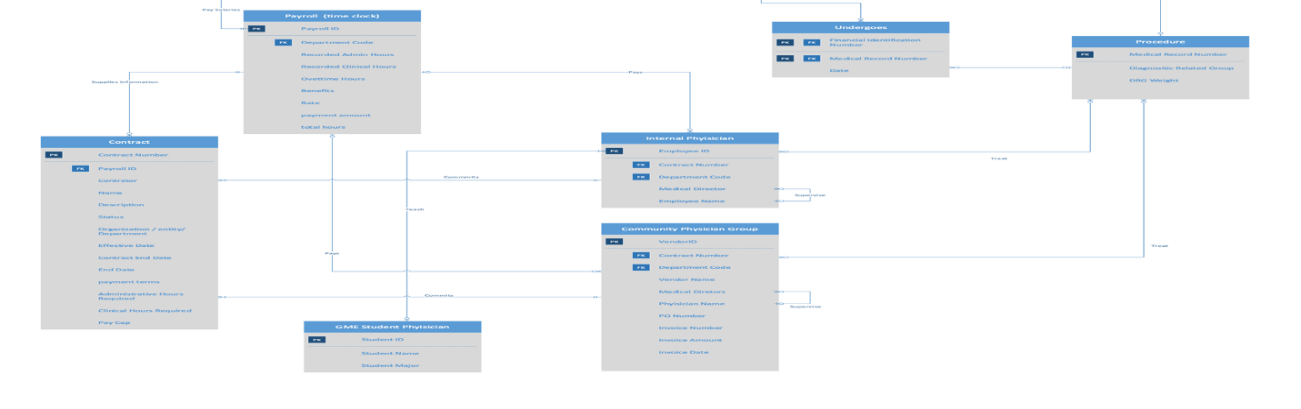 Pay Salaries
Payroll (time clock)
PK Payroll ID
FK Department Code
Recorded Admin Hours
Recorded Clinical Hours
Overtime Hours
Benefits
Rate
payment amount
total hours
Undergoes
PK FK Financial Identification
Number
PK FK Medical Record Number
Date
Procedure
PK Medical Record Number
Diagnostic Related Group
DRG Weight
Supplies Information
Pays
Contract
PK Contract Number
FK Payroll ID
Controller
Name
Description
Status
Organization / entity/
Department
Effective Date
Contract End Date
End Date
payment terms
Administrative Hours
Required
Clinical Hours Required
Pay Cap
Internal Phyisician
PK Employee ID
FK Contract Number
FK Department Code
Medical Director
Employee Name
Supervise
Treat
Commits
Teach
Community Physician Group
PK VendorID
FK Contract Number
FK Department Code
Vendor Name
Medical Diretors
Phyisician Name
PO Number
Invoice Number
Invoice Amount
Invoice Date
Supervise
Treat
Pays
Commits
GME Student Phyisician
PK Student ID
Student Name
Student Major